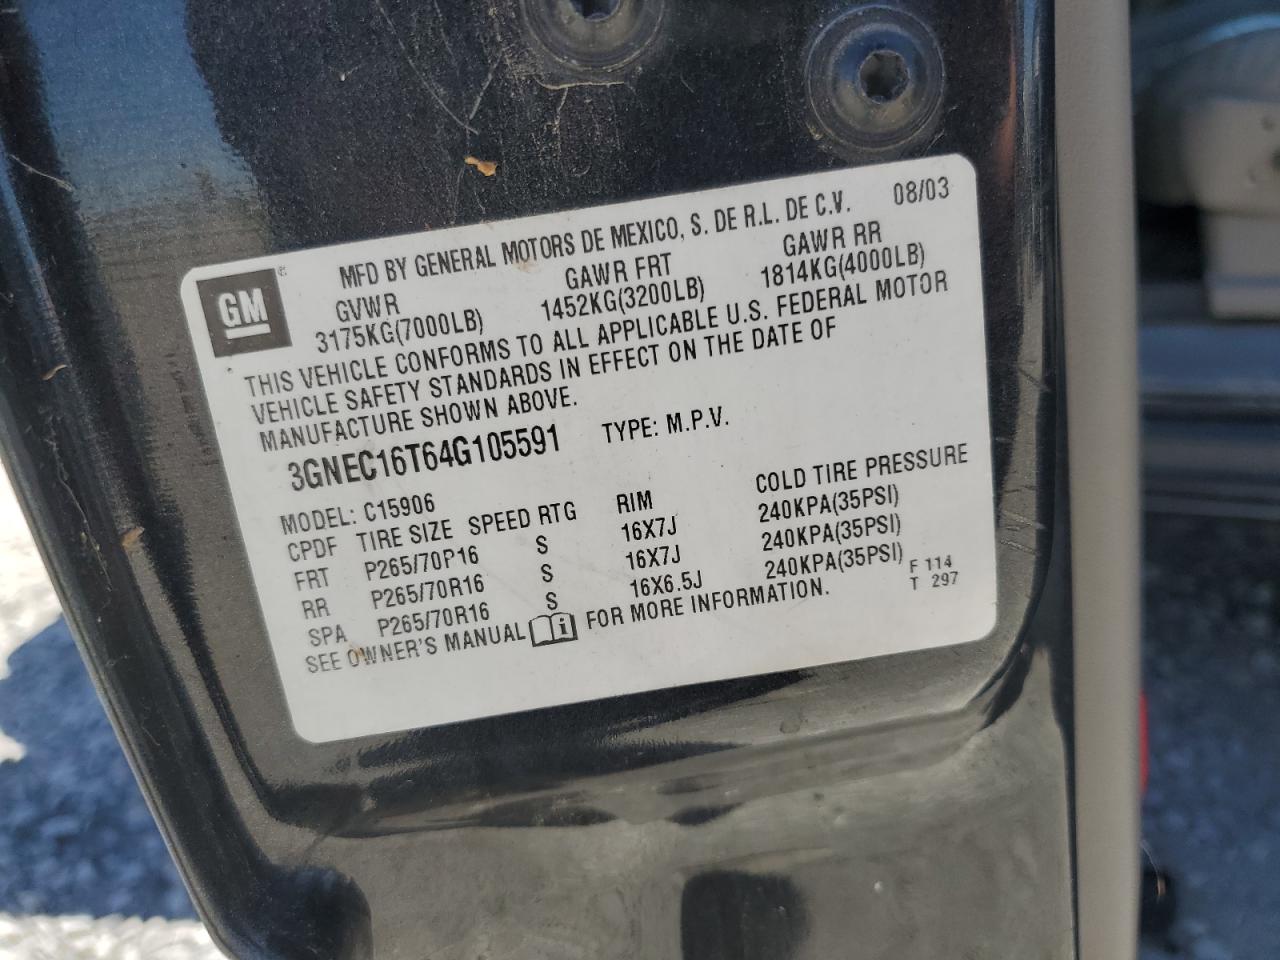 GM
MFD BY GENERAL MOTORS DE MEXICO, S. DE R.L. DE C.V. 08/03
GVWR GAWR FRT GAWR RR
3175KG(7000LB) 1452KG(3200LB) 1814KG(4000LB)
THIS VEHICLE CONFORMS TO ALL APPLICABLE U.S. FEDERAL MOTOR
VEHICLE SAFETY STANDARDS IN EFFECT ON THE DATE OF
MANUFACTURE SHOWN ABOVE.
3GNEC16T64G105591 TYPE: M.P.V.
MODEL: C15906
CPDF TIRE SIZE SPEED RTG RIM COLD TIRE PRESSURE
FRT P265/70P16 S 16X7J 240KPA(35PSI)
RR P265/70R16 S 16X7J 240KPA(35PSI)
SPA P265/70R16 S 16X6.5J 240KPA(35PSI)
SEE OWNER'S MANUAL i FOR MORE INFORMATION.
F 114
T 297